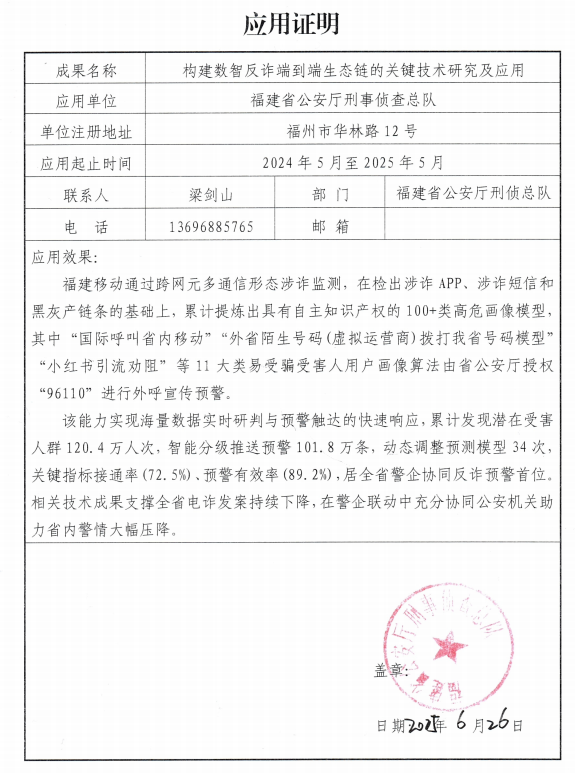 应用证明
成果名称 构建数智反诈端到端生态链的关键技术研究及应用
应用单位 福建省公安厅刑事侦查总队
单位注册地址 福州市华林路12号
应用起止时间 2024年5月至2025年5月
联系人 梁剑山 部 门 福建省公安厅刑侦总队
电 话 13696885765 邮 箱
应用效果:
福建移动通过跨网元多通信形态涉诈监测,在检出涉诈APP、涉诈短信和
黑灰产链条的基础上,累计提炼出具有自主知识产权的100+类高危画像模型,
其中“国际呼叫省内移动”“外省陌生号码(虚拟运营商)拨打我省号码模型”
“小红书引流劝阻”等11大类易受骗受害人用户画像算法由省公安厅授权
“96110”进行外呼宣传预警。
该能力实现海量数据实时研判与预警触达的快速响应,累计发现潜在受害
人群120.4万人次,智能分级推送预警101.8万条,动态调整预测模型34次,
关键指标接通率(72.5%)、预警有效率(89.2%),居全省警企协同反诈预警首位。
相关技术成果支撑全省电诈发案持续下降,在警企联动中充分协同公安机关助
力省内警情大幅压降。
福建省公安厅刑事侦查总队
盖章:
日期2025年6月26日